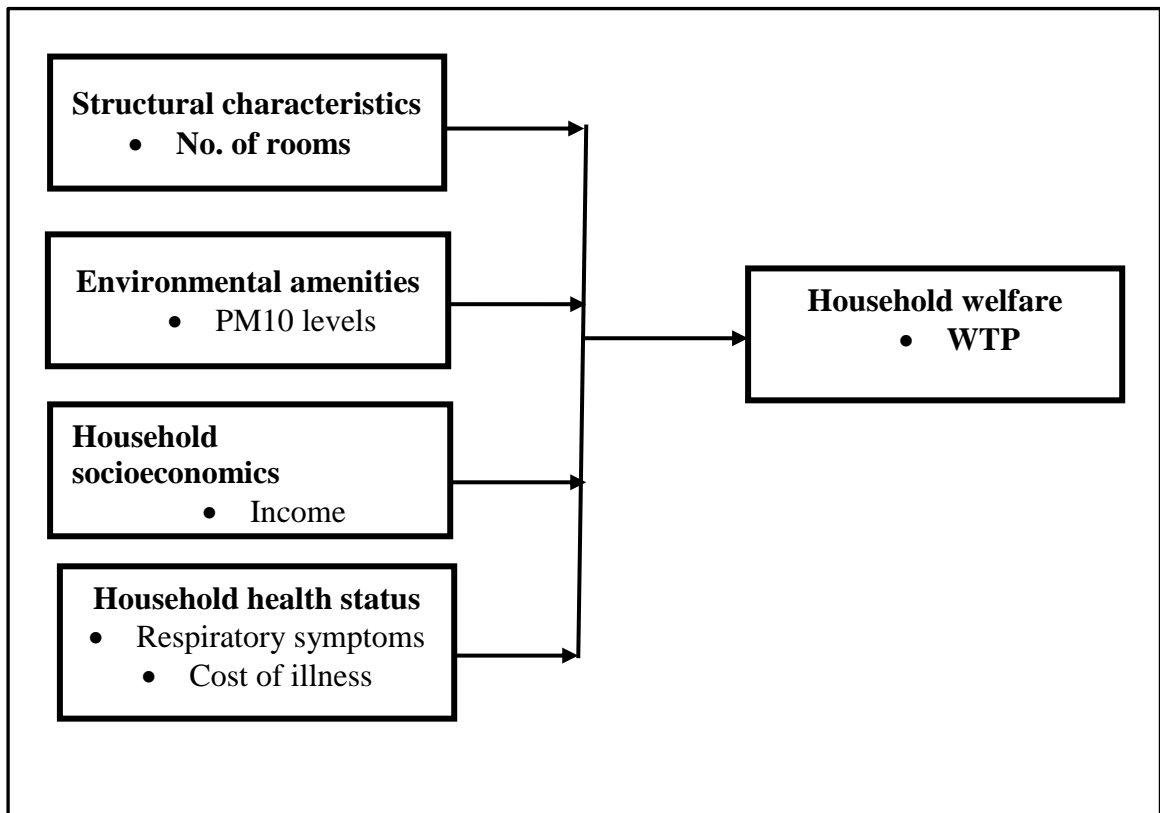 Structural characteristics
• No. of rooms
Environmental amenities
• PM10 levels
Household
socioeconomics
• Income
Household health status
• Respiratory symptoms
• Cost of illness
Household welfare
• WTP